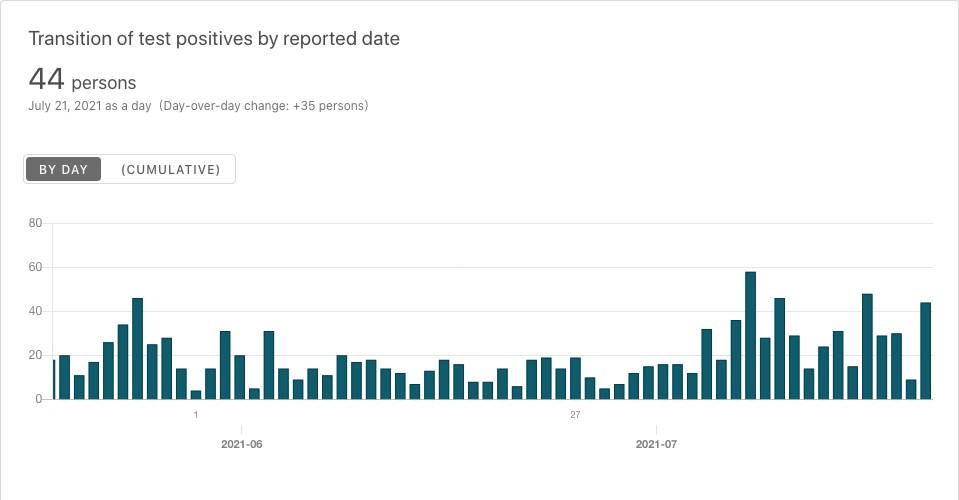 Transition of test positives by reported date
44 persons
July 21, 2021 as a day (Day-over-day change: +35 persons)
BY DAY (CUMULATIVE)
80
60
40
20
0
1 27
2021-06 2021-07